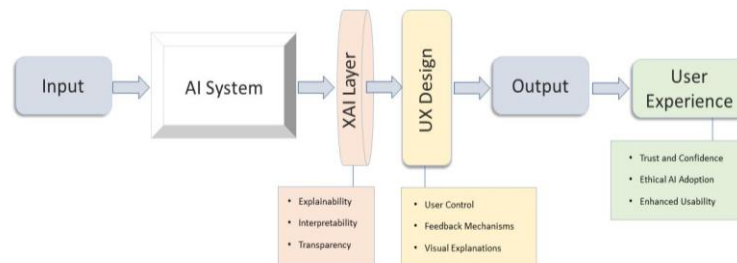 Input
AI System
XAI Layer
UX Design
Output
User
Experience
• Explainability
• Interpretability
• Transparency
• User Control
• Feedback Mechanisms
• Visual Explanations
• Trust and Confidence
• Ethical AI Adoption
• Enhanced Usability